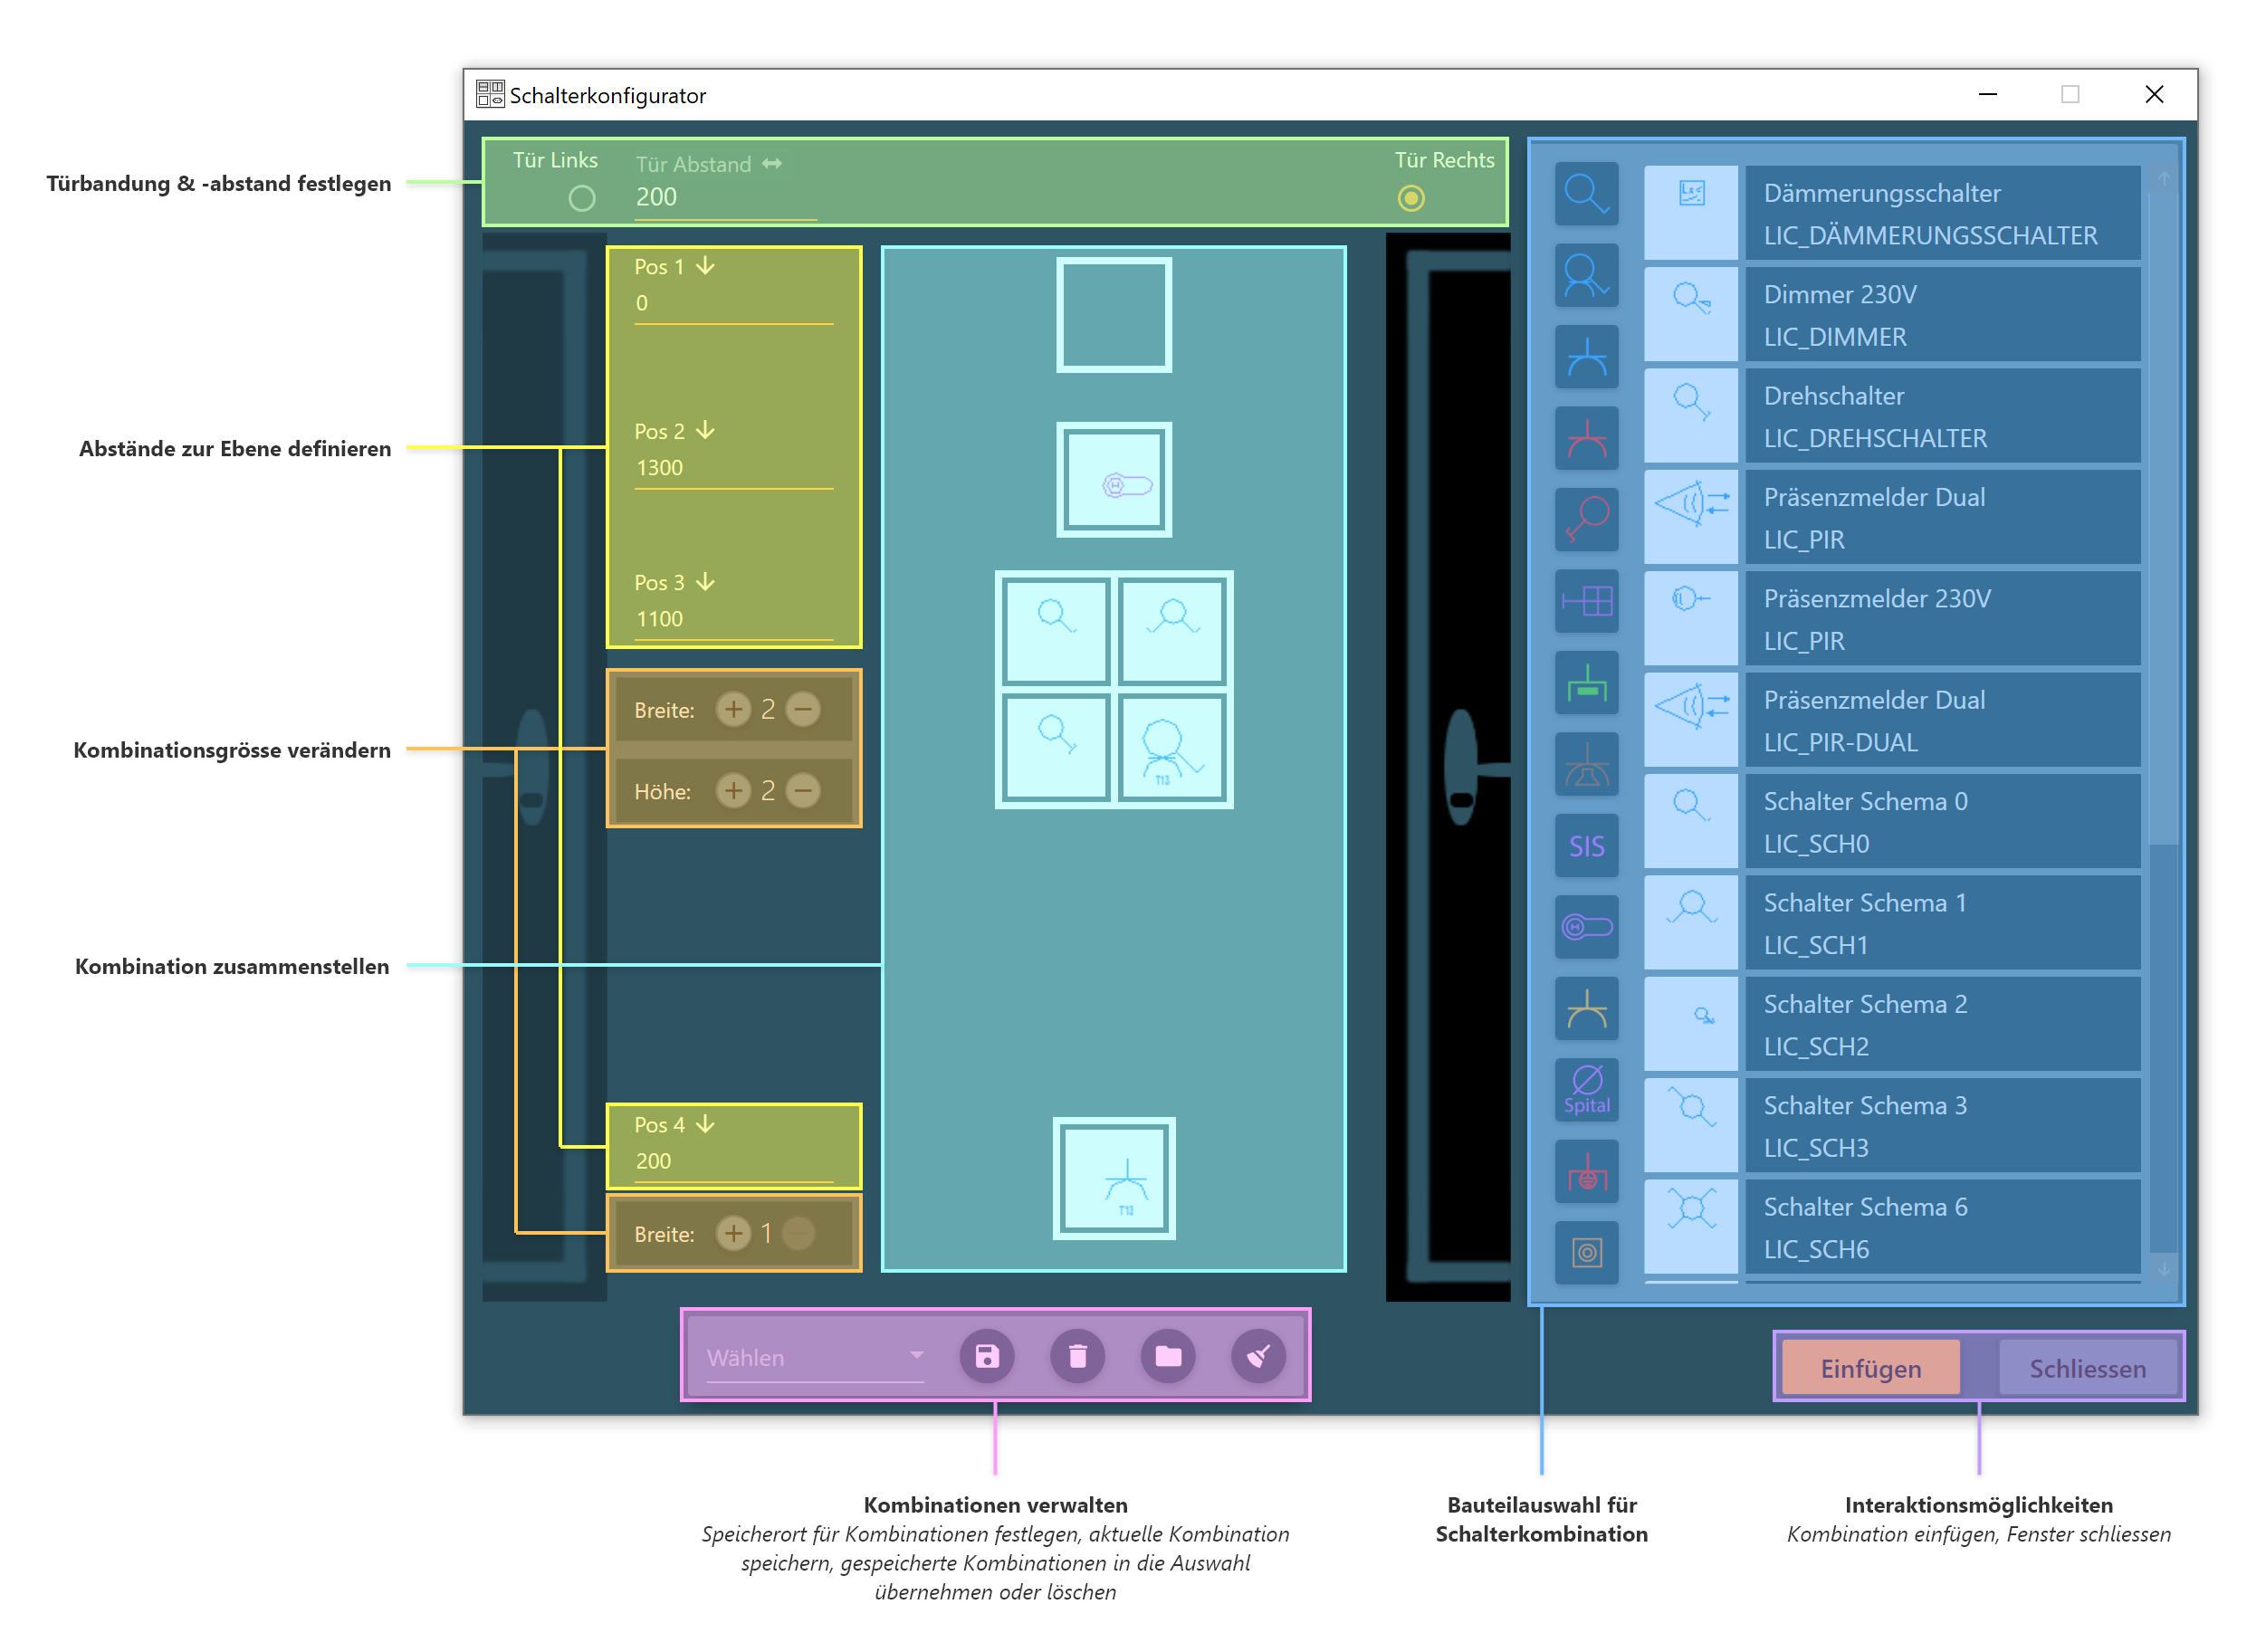 Schalterkonfigurator
Türbandung & -abstand festlegen
Tür Links
Tür Abstand
200
Tür Rechts
Abstände zur Ebene definieren
Pos 1
0
Pos 2
1300
Pos 3
1100
Kombinationsgrösse verändern
Breite: 2
Höhe: 2
Kombination zusammenstellen
T13
Pos 4
200
Breite: 1
T13
SIS
Spital
Dämmerungsschalter
LIC_DÄMMERUNGSSCHALTER
Dimmer 230V
LIC_DIMMER
Drehschalter
LIC_DREHSCHALTER
Präsenzmelder Dual
LIC_PIR
Präsenzmelder 230V
LIC_PIR
Präsenzmelder Dual
LIC_PIR-DUAL
Schalter Schema 0
LIC_SCH0
Schalter Schema 1
LIC_SCH1
Schalter Schema 2
LIC_SCH2
Schalter Schema 3
LIC_SCH3
Schalter Schema 6
LIC_SCH6
Wählen
Einfügen
Schliessen
Kombinationen verwalten
Speicherort für Kombinationen festlegen, aktuelle Kombination
speichern, gespeicherte Kombinationen in die Auswahl
übernehmen oder löschen
Bauteilauswahl für
Schalterkombination
Interaktionsmöglichkeiten
Kombination einfügen, Fenster schliessen